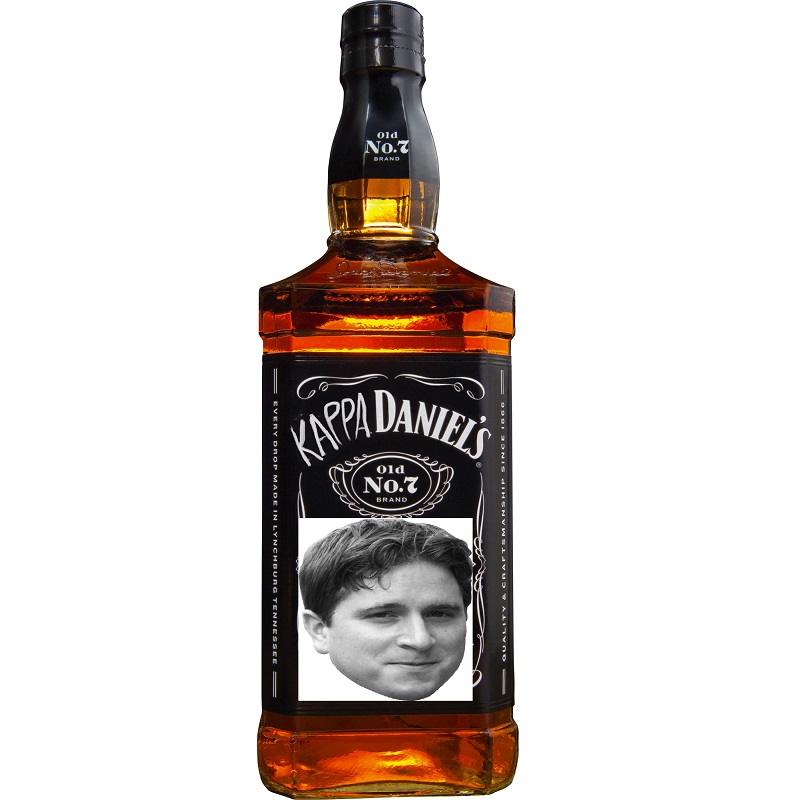 Old
No.7
BRAND
KAPPA DANIEL'S
Old
No.7
BRAND
EVERY DROP MADE IN LYNCHBURG TENNESSEE
QUALITY & CRAFTSMANSHIP SINCE 1866